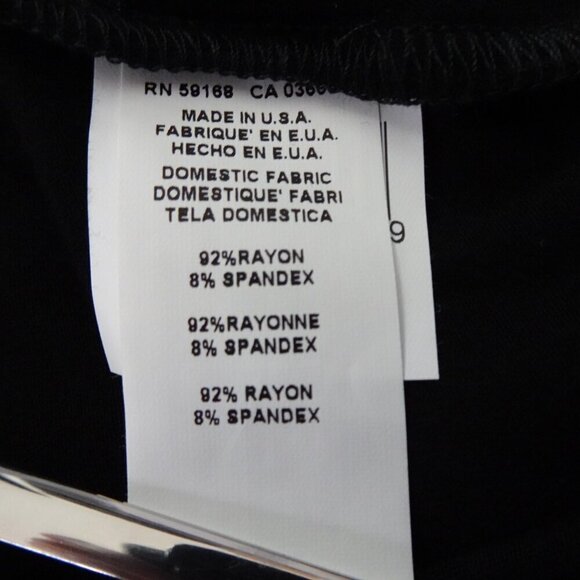 RN 59168 CA
MADE IN U.S.A.
FABRIQUE' EN E.U.A.
HECHO EN E.U.A.
DOMESTIC FABRIC
DOMESTIQUE' FABRI
TELA DOMESTICA
92%RAYON
8% SPANDEX
92%RAYONNE
8% SPANDEX
92% RAYON
8% SPANDEX
9